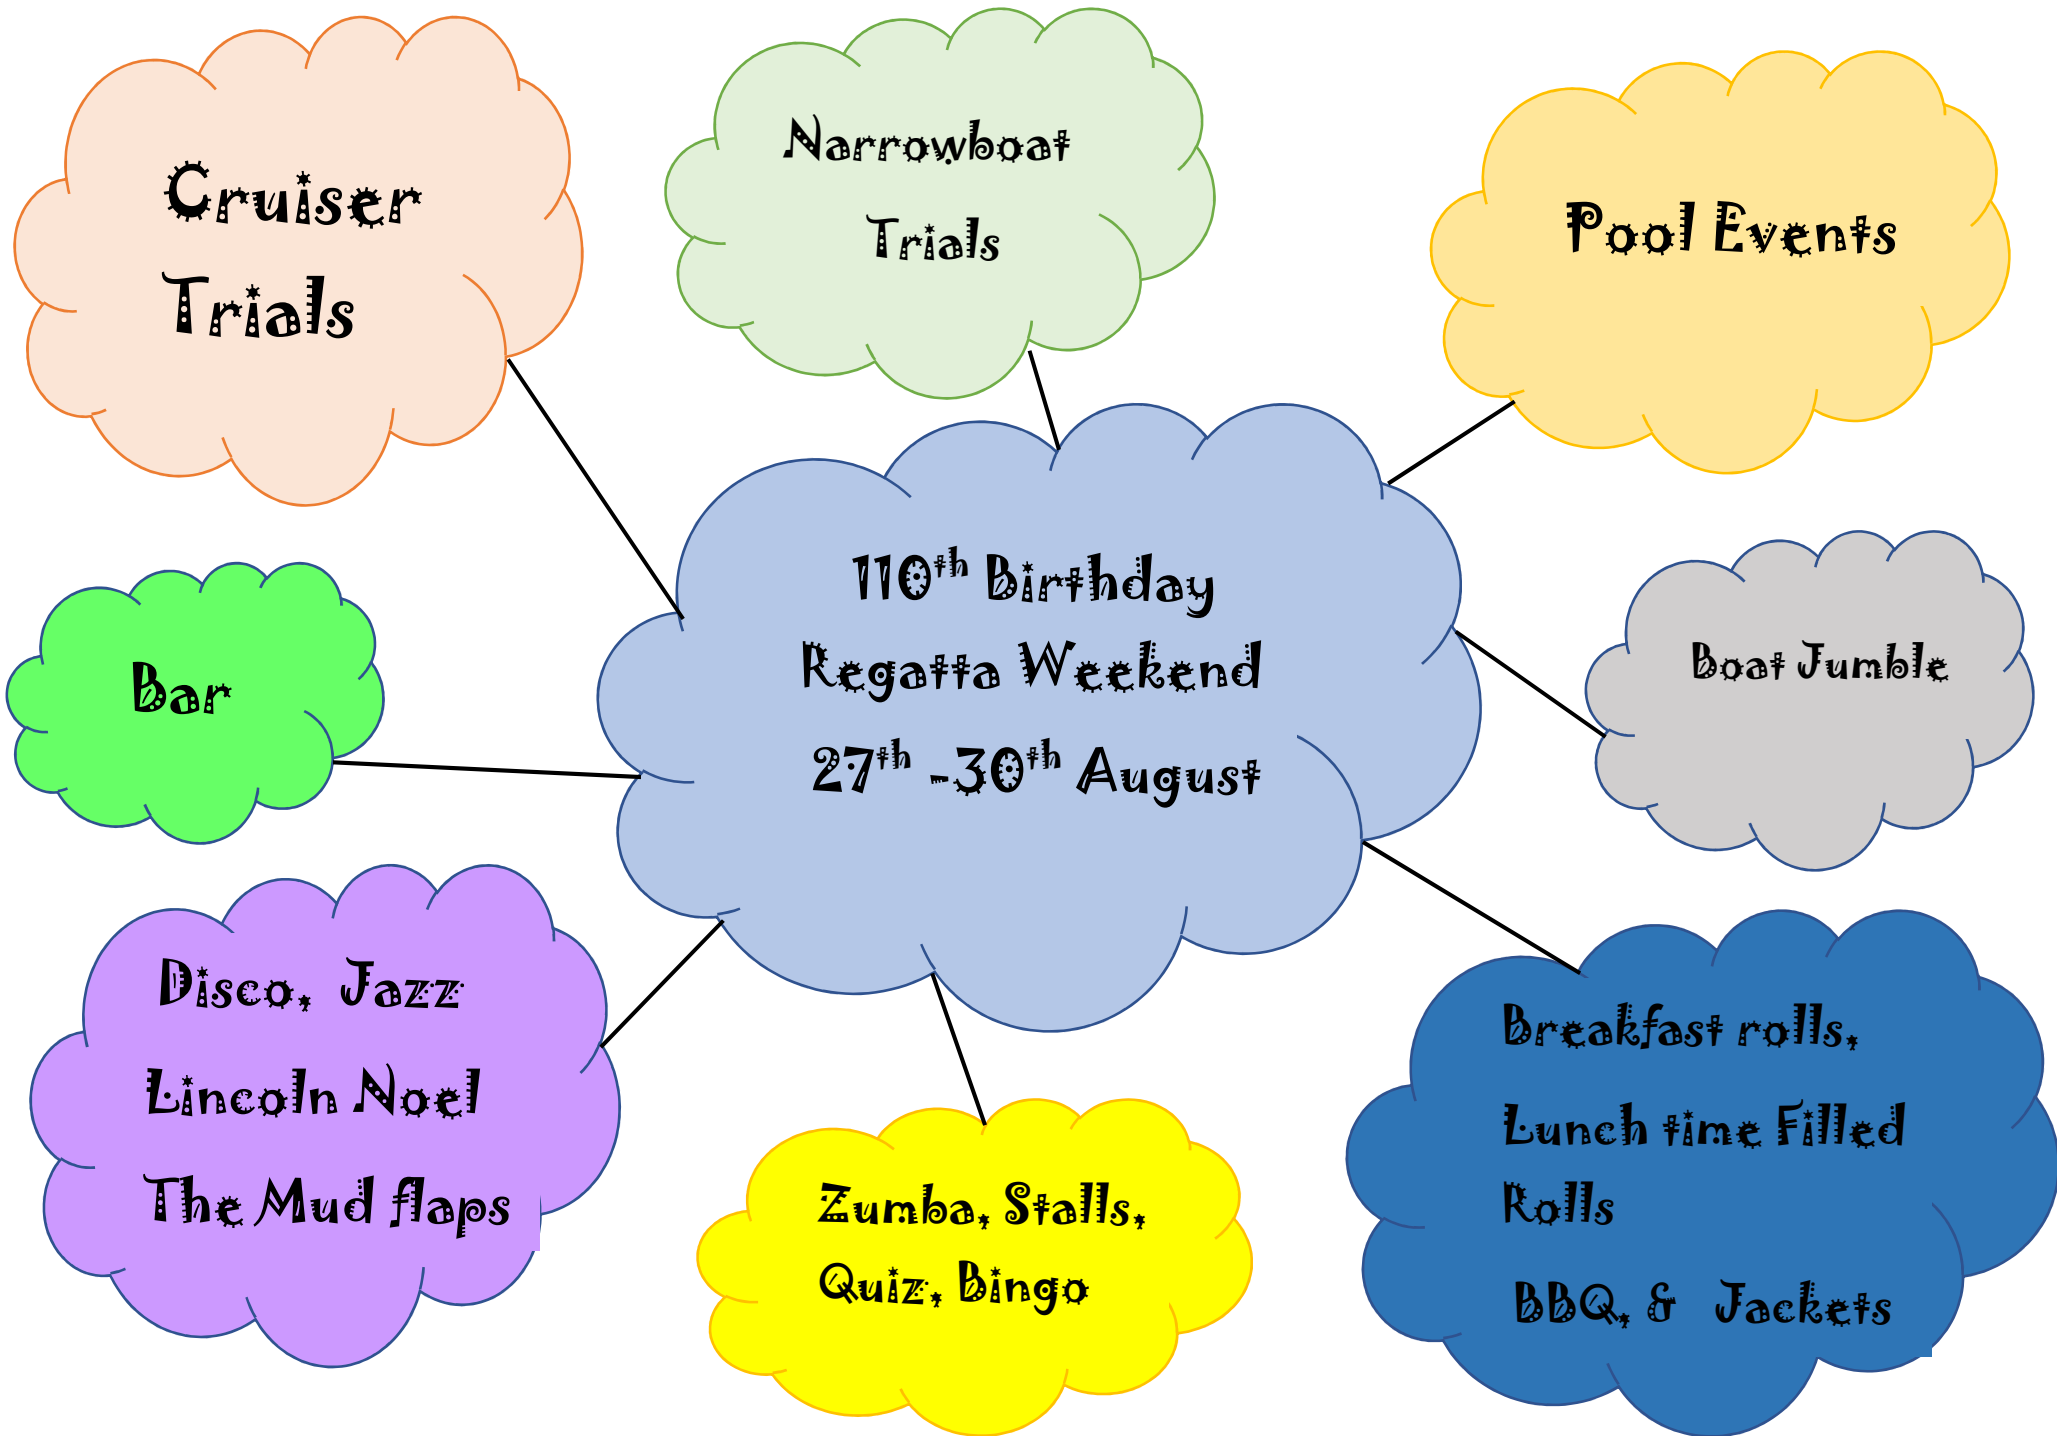 Cruiser
Trials
Narrowboat
Trials
Pool Events
110th Birthday
Regatta Weekend
27th -30th August
Bar
Boat Jumble
Disco, Jazz
Lincoln Noel
The Mud flaps
Zumba, Stalls,
Quiz, Bingo
Breakfast rolls,
Lunch time Filled
Rolls
BBQ, & Jackets